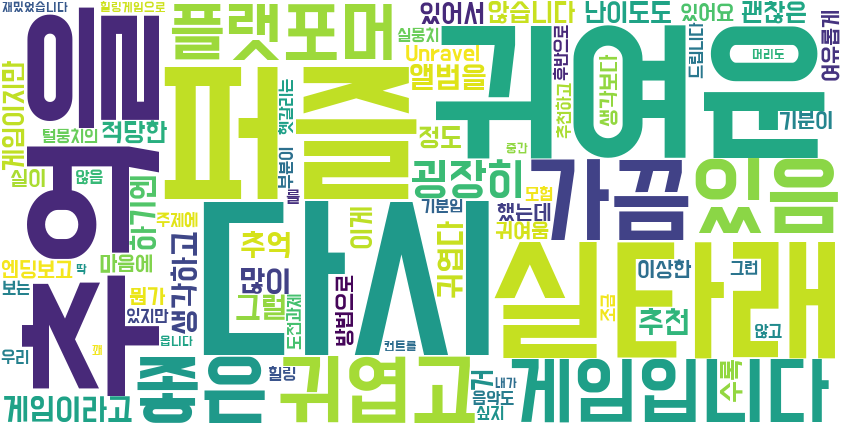 재밌었습니다
힐링게임으로
플랫포머
있어서
않습니다
난이도도
있어요
괜찮은
게임이지만
을
퍼즐
실뭉치
Unravel
앨범을
귀여운
후반으로
드립니다
머리도
여유롭게
털뭉치의
적당한
헷갈리는
정도
추천하고
생각보다
기분이
중간
실이
않음
여차
하기엔
부분이
를
굉장히
기분임
모험
했는데
가끔
있음
주제에
다시
이게
귀엽다
귀여움
엔딩보고
딱
마음에
생각하고
추억
많이
실타래
이상한
그런
보는
뭔가
있지만
그럴
도전과제
방법으로
조금
추천
않고
우리
꽤
옵니다
컨트롤
좋은
힐링
귀엽고
거
내가
음악도
싶지
게임입니다
수록
게임이라고